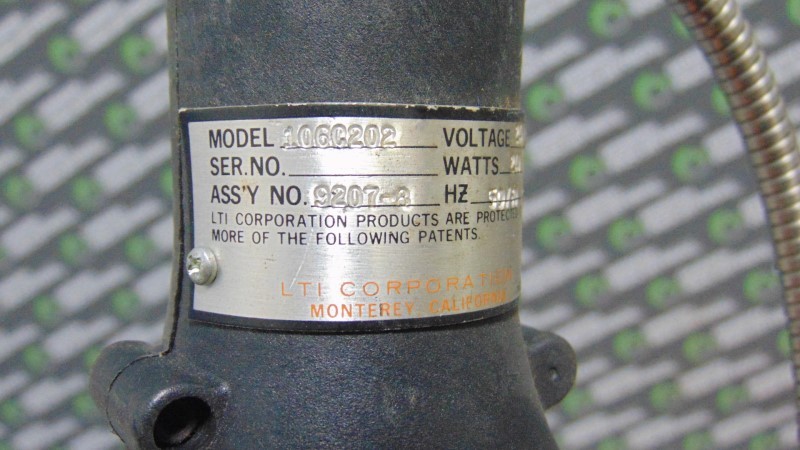 MODEL 106C202 VOLTAGE
SER.NO. WATTS
ASS'Y NO. 9207-3 HZ
LTI CORPORATION PRODUCTS ARE PROTECTED
MORE OF THE FOLLOWING PATENTS.
LTI CORPORATION
MONTEREY, CALIFORNIA